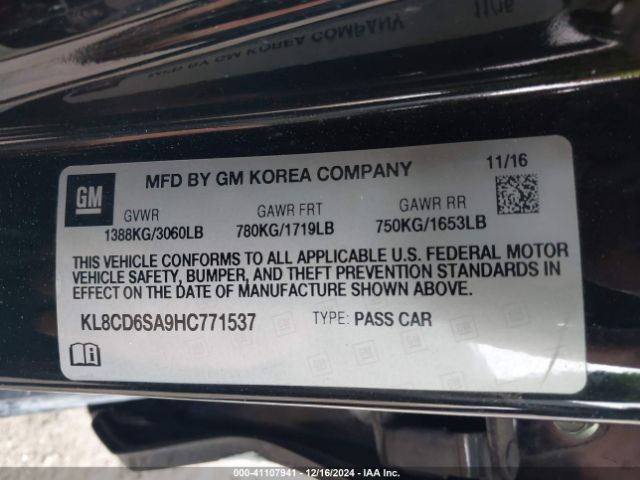 MFD BY GM KOREA COMPANY
11/16
GM
GVWR
GAWR FRT
GAWR RR
1388KG/3060LB
780KG/1719LB
750KG/1653LB
THIS VEHICLE CONFORMS TO ALL APPLICABLE U.S. FEDERAL MOTOR
VEHICLE SAFETY, BUMPER, AND THEFT PREVENTION STANDARDS IN
EFFECT ON THE DATE OF MANUFACTURE SHOWN ABOVE.
KL8CD6SA9HC771537
TYPE: PASS CAR
000-41107941 - 12/16/2024 - IAA Inc.